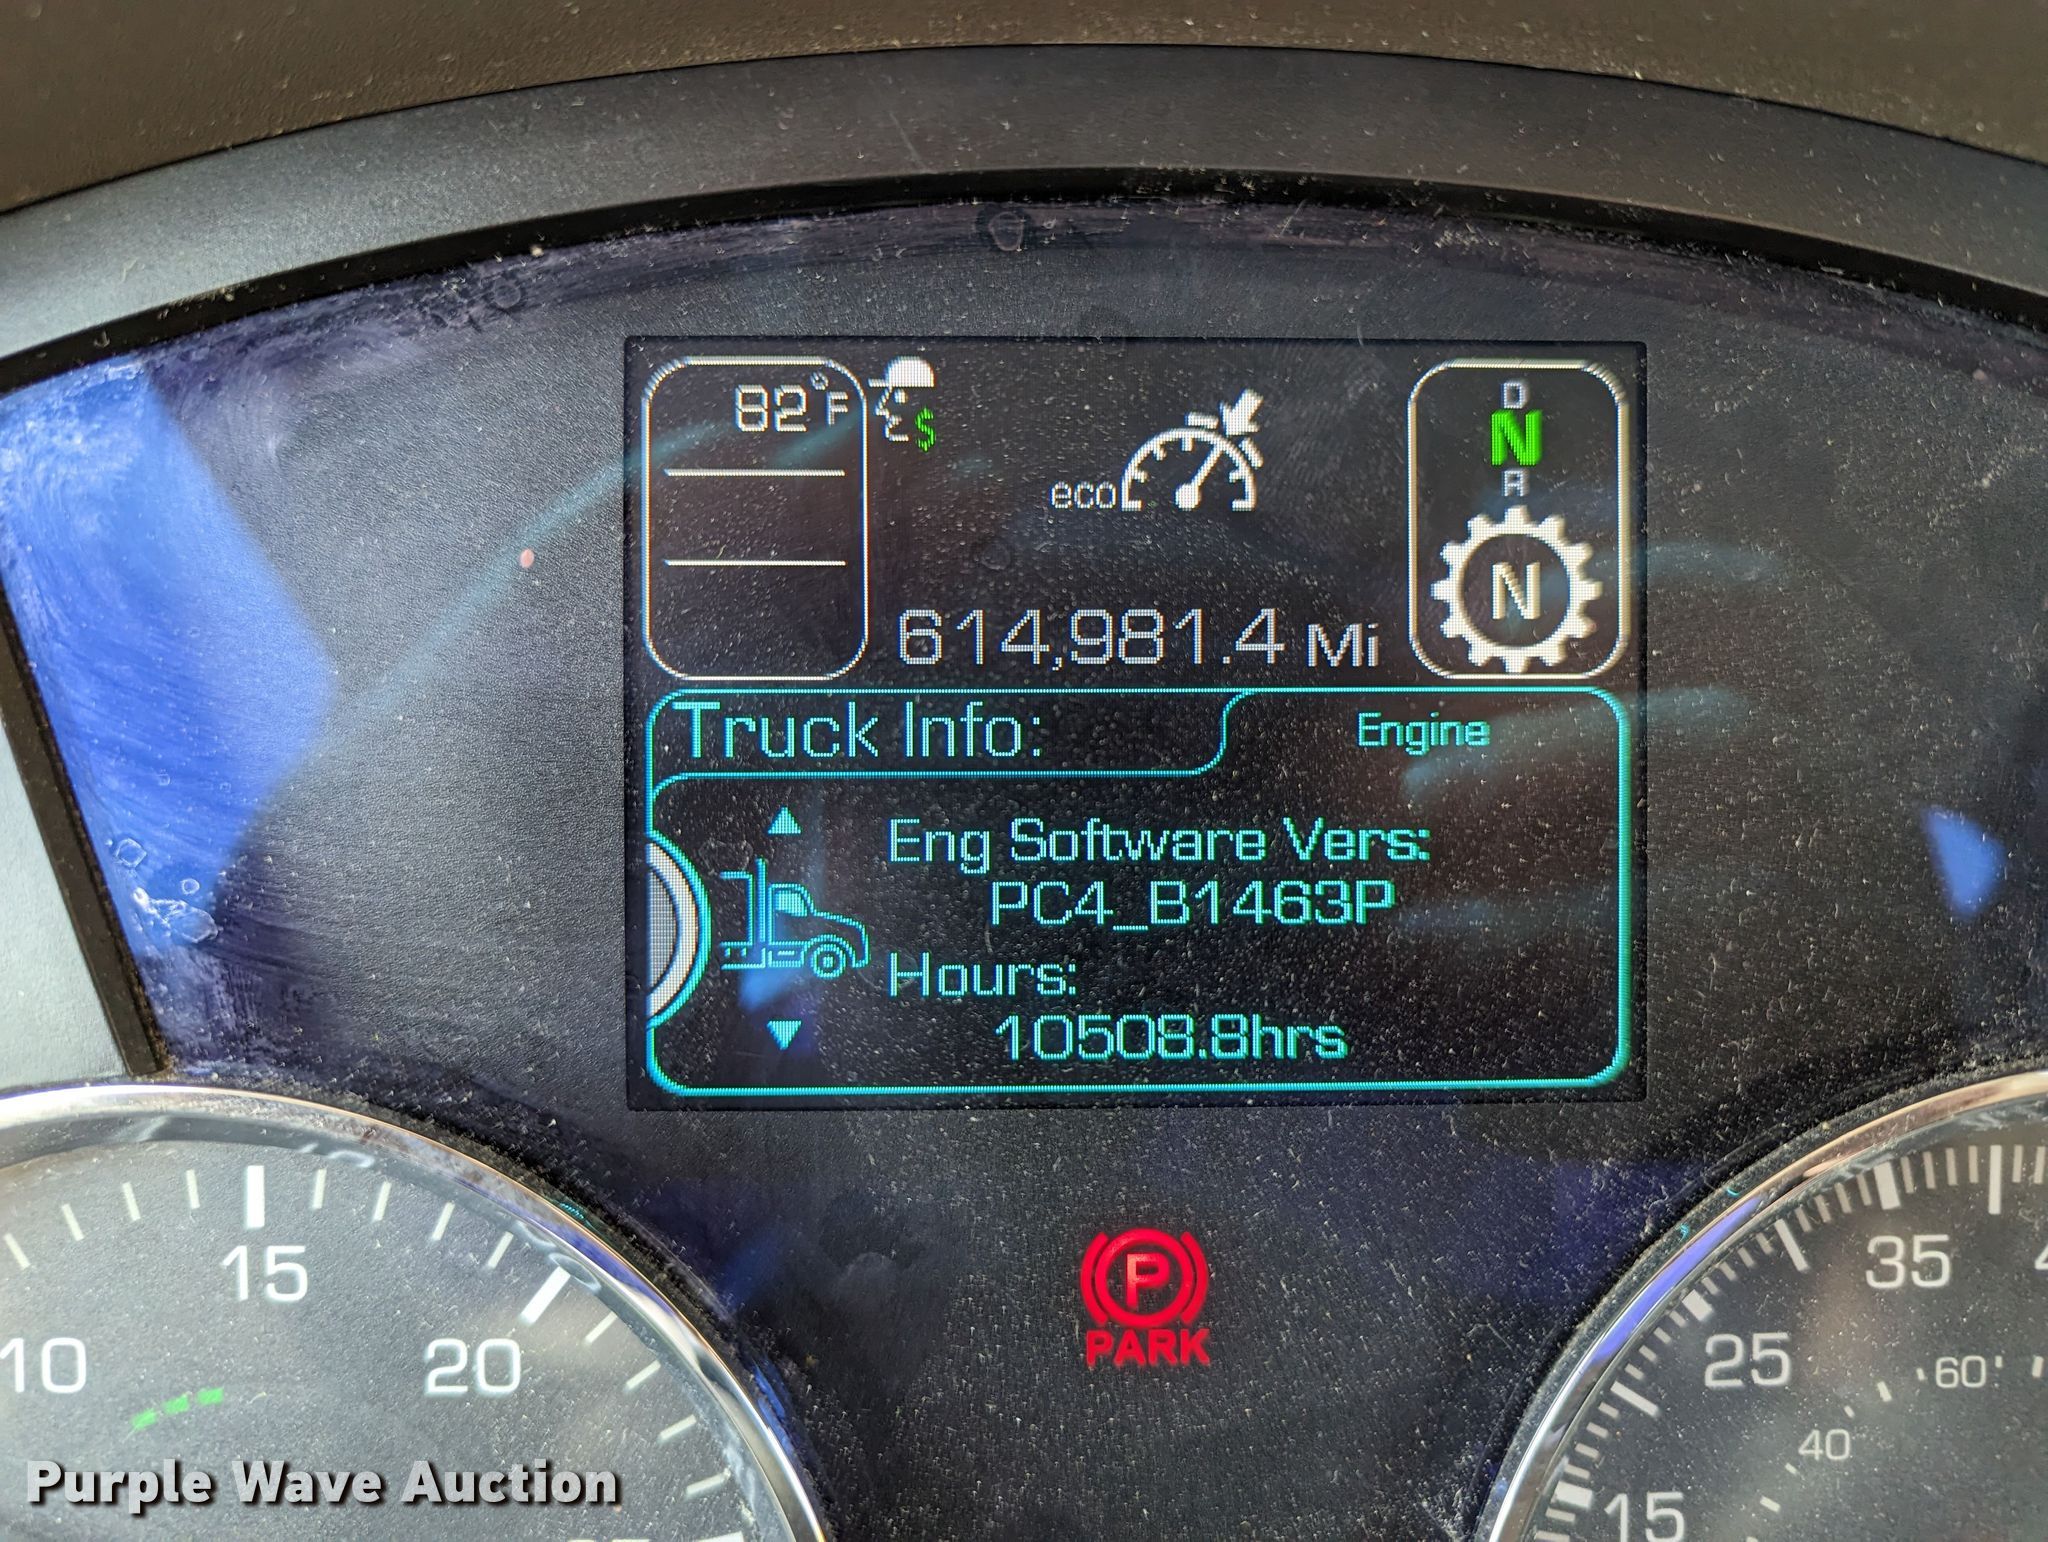 82°F
$
eco
D
N
R
N
614,981.4 Mi
Truck Info:
Engine
Eng Software Vers:
PC4_B1463P
Hours:
10508.8hrs
P
PARK
10
15
20
15
25
35
40
60
Purple Wave Auction